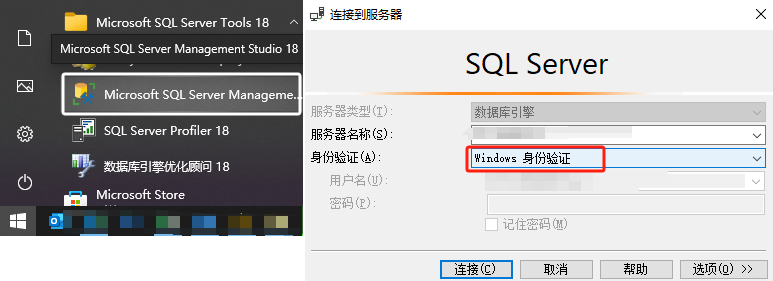 Microsoft SQL Server Tools 18
Microsoft SQL Server Management Studio 18
Microsoft SQL Server Manageme...
SQL Server Profiler 18
数据库引擎优化顾问 18
Microsoft Store
连接到服务器
SQL Server
服务器类型(T):
数据库引擎
服务器名称(S):
身份验证(A):
Windows 身份验证
用户名(U):
密码(P):
记住密码(M)
连接(C)
取消
帮助
选项(O) >>